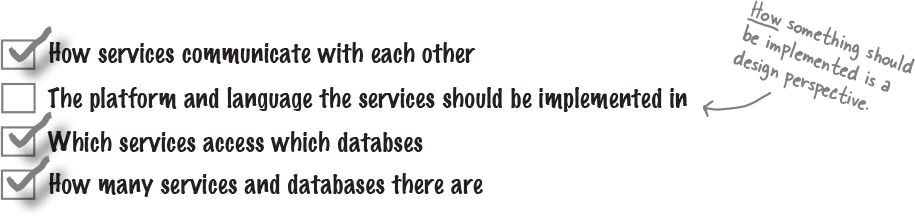 How services communicate with each other
The platform and language the services should be implemented in
Which services access which databses
How many services and databases there are
How something should
be implemented is a
design perspective.